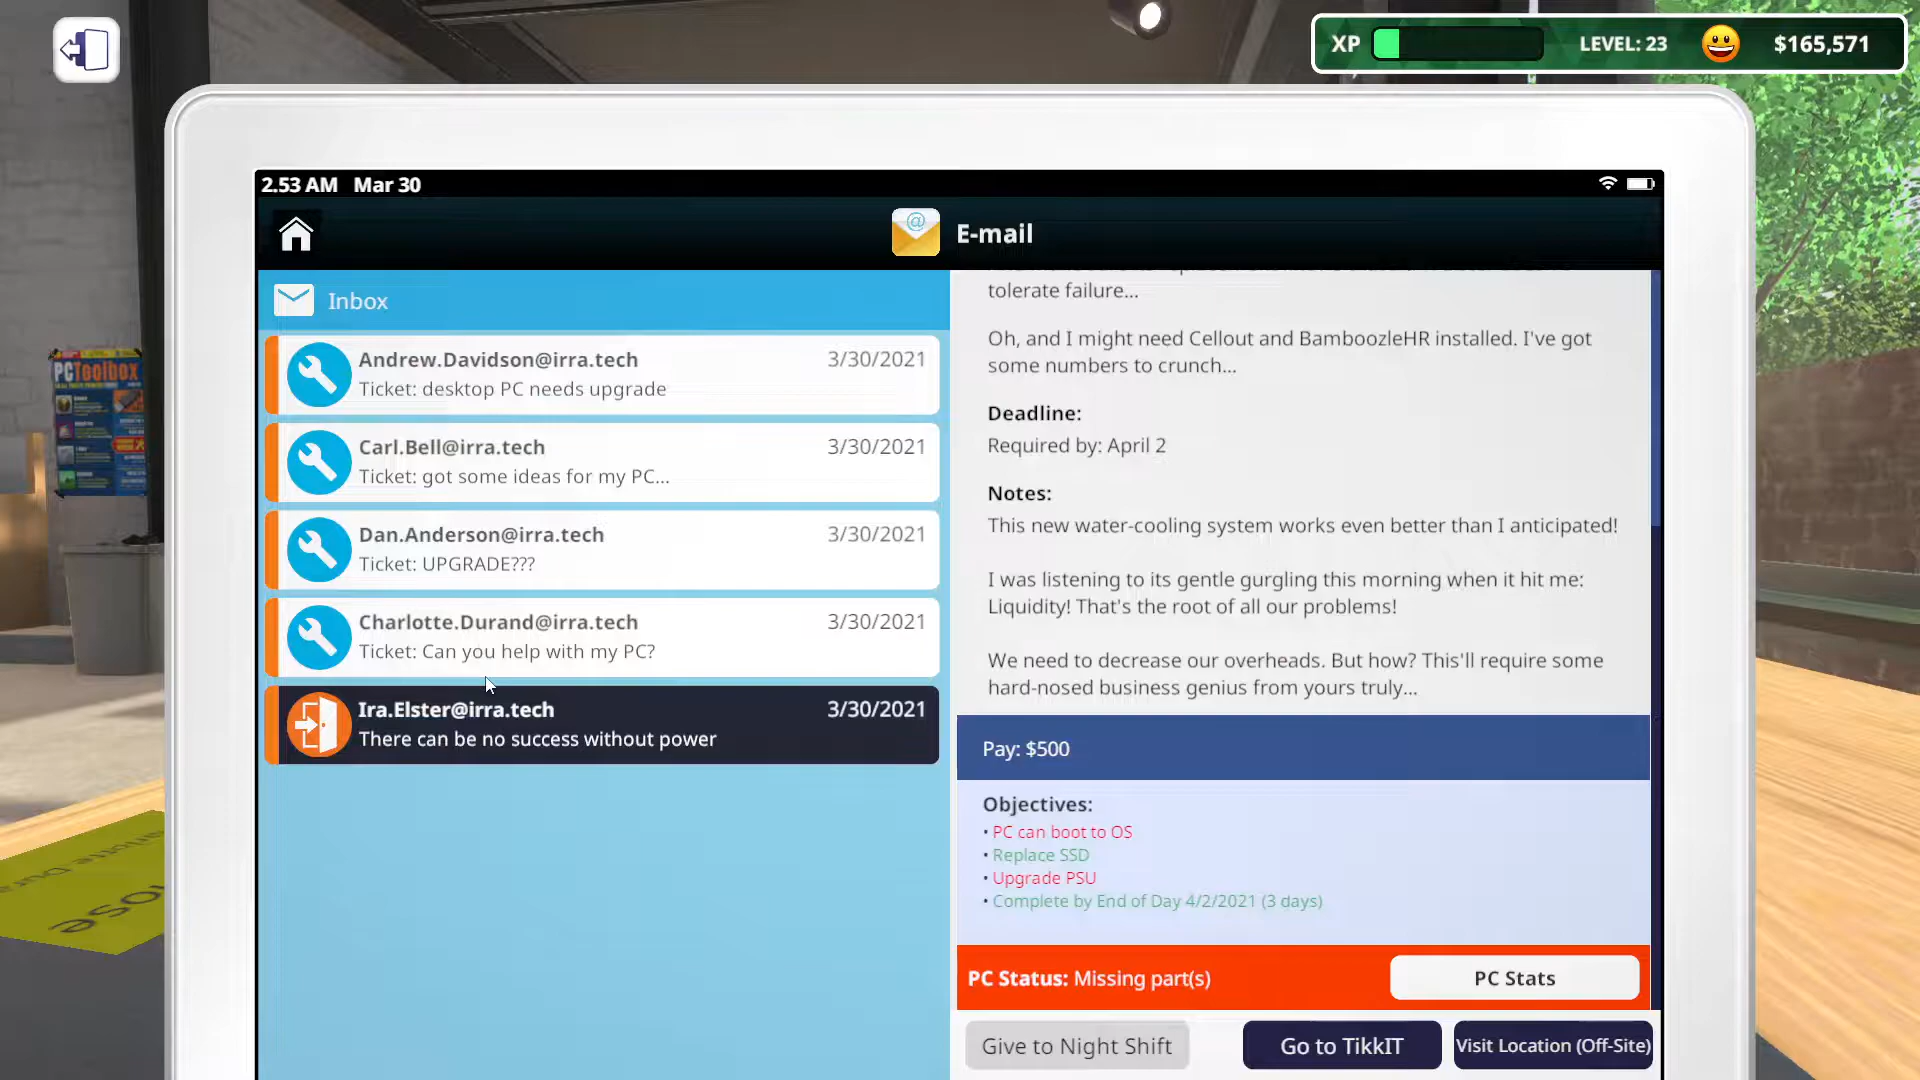 XP LEVEL: 23 $165,571
2.53 AM Mar 30
E-mail
Inbox
Andrew.Davidson@irra.tech 3/30/2021
Ticket: desktop PC needs upgrade
Carl.Bell@irra.tech 3/30/2021
Ticket: got some ideas for my PC...
Dan.Anderson@irra.tech 3/30/2021
Ticket: UPGRADE???
Charlotte.Durand@irra.tech 3/30/2021
Ticket: Can you help with my PC?
Ira.Elster@irra.tech 3/30/2021
There can be no success without power
tolerate failure...
Oh, and I might need Cellout and BamboozleHR installed. I've got
some numbers to crunch...
Deadline:
Required by: April 2
Notes:
This new water-cooling system works even better than I anticipated!
I was listening to its gentle gurgling this morning when it hit me:
Liquidity! That's the root of all our problems!
We need to decrease our overheads. But how? This'll require some
hard-nosed business genius from yours truly...
Pay: $500
Objectives:
• PC can boot to OS
• Replace SSD
• Upgrade PSU
• Complete by End of Day 4/2/2021 (3 days)
PC Status: Missing part(s) PC Stats
Give to Night Shift Go to TikkIT Visit Location (Off-Site)
PCToolbox